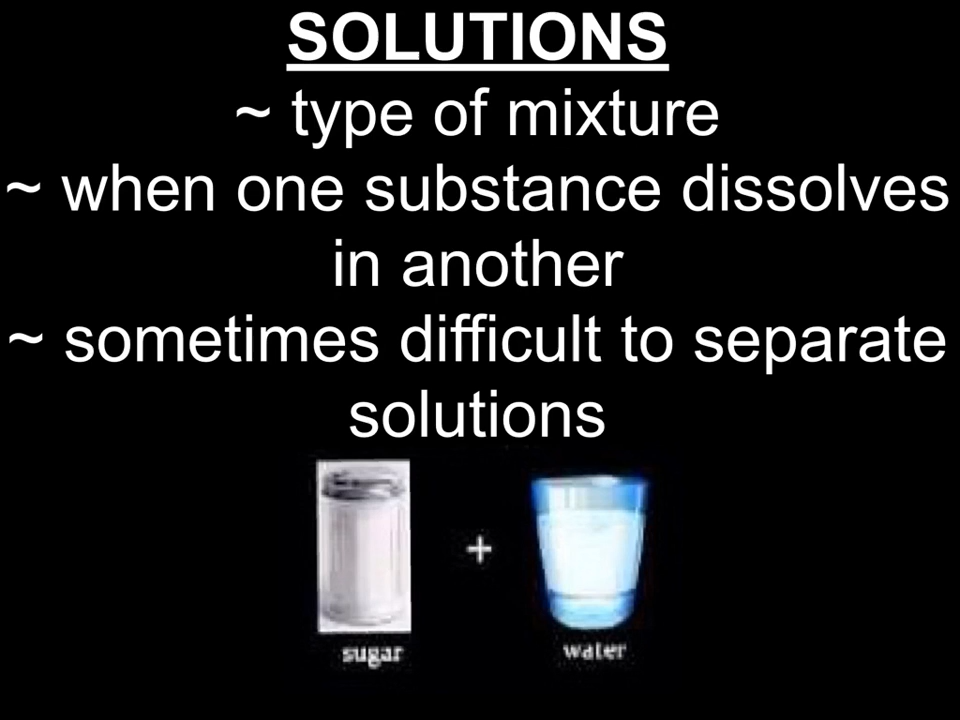 SOLUTIONS
~ type of mixture
~ when one substance dissolves
in another
~ sometimes difficult to separate
solutions
+
sugar
water